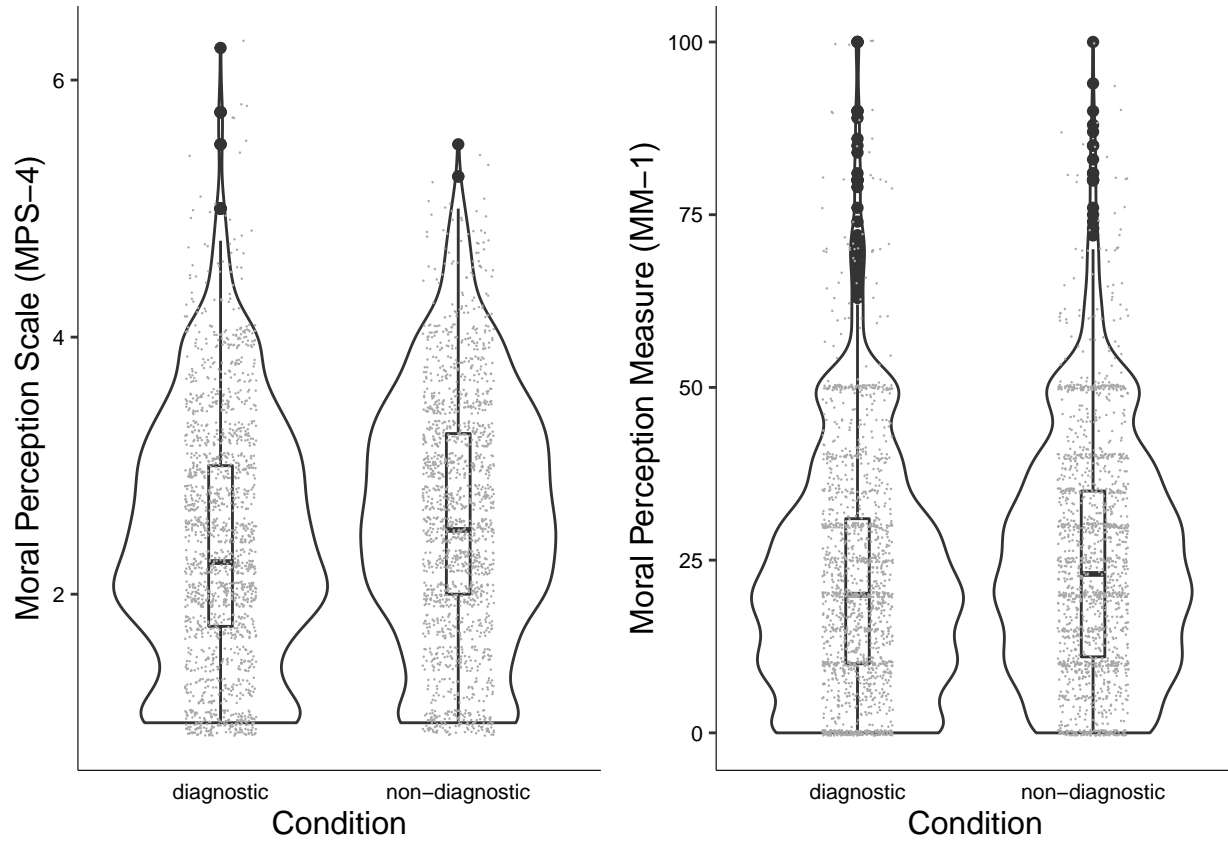 Moral Perception Scale (MPS−4)
6
4
2
diagnostic
non−diagnostic
Condition
Moral Perception Measure (MM−1)
100
75
50
25
0
diagnostic
non−diagnostic
Condition